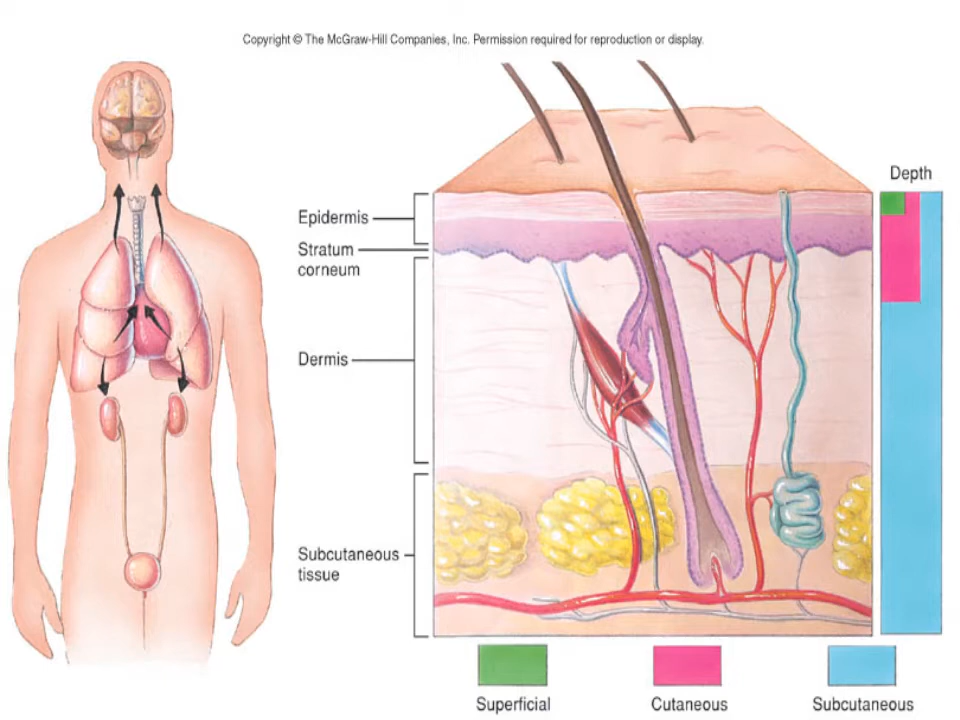 Copyright © The McGraw-Hill Companies, Inc. Permission required for reproduction or display.
Depth
Epidermis
Stratum
corneum
Dermis
Subcutaneous
tissue
Superficial
Cutaneous
Subcutaneous